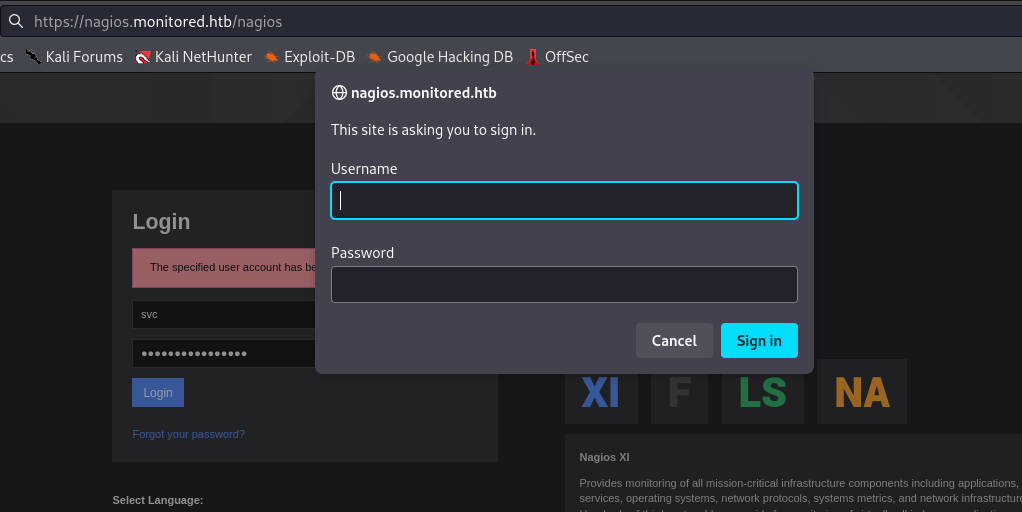 https://nagios.monitored.htb/nagios
cs Kali Forums Kali NetHunter Exploit-DB Google Hacking DB OffSec
nagios.monitored.htb
This site is asking you to sign in.
Username
Password
Cancel Sign in
Login
The specified user account has be
svc
••••••••••••••••
Login
Forgot your password?
Select Language:
XI F LS NA
Nagios XI
Provides monitoring of all mission-critical infrastructure components including applications,
services, operating systems, network protocols, systems metrics, and network infrastructure